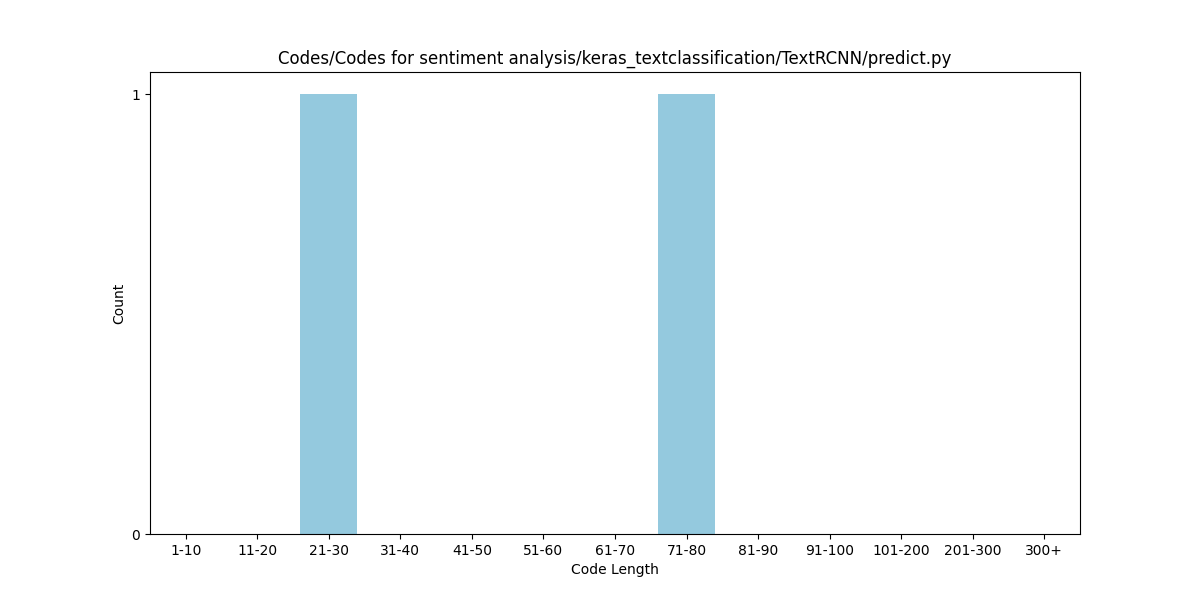 Codes/Codes for sentiment analysis/keras_textclassification/TextRCNN/predict.py
1
Count
0
1-10 11-20 21-30 31-40 41-50 51-60 61-70 71-80 81-90 91-100 101-200 201-300 300+
Code Length